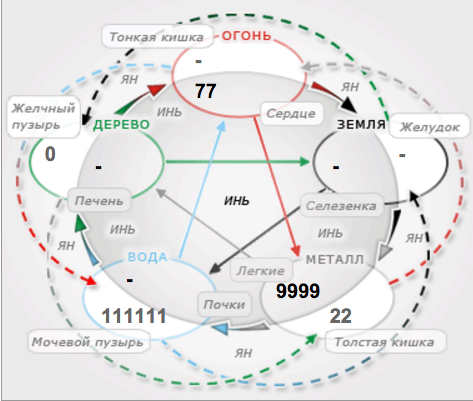 Тонкая кишка
ОГОНЬ
-
77
ЯН
ЯН
ИНЬ
Сердце
Желчный
пузырь
ДЕРЕВО
ЗЕМЛЯ
Желудок
0
-
-
-
Печень
ИНЬ
Селезенка
ЯН
ИНЬ
ИНЬ
ЯН
ВОДА
Легкие
МЕТАЛЛ
-
9999
Почки
111111
22
Мочевой пузырь
Толстая кишка
ЯН